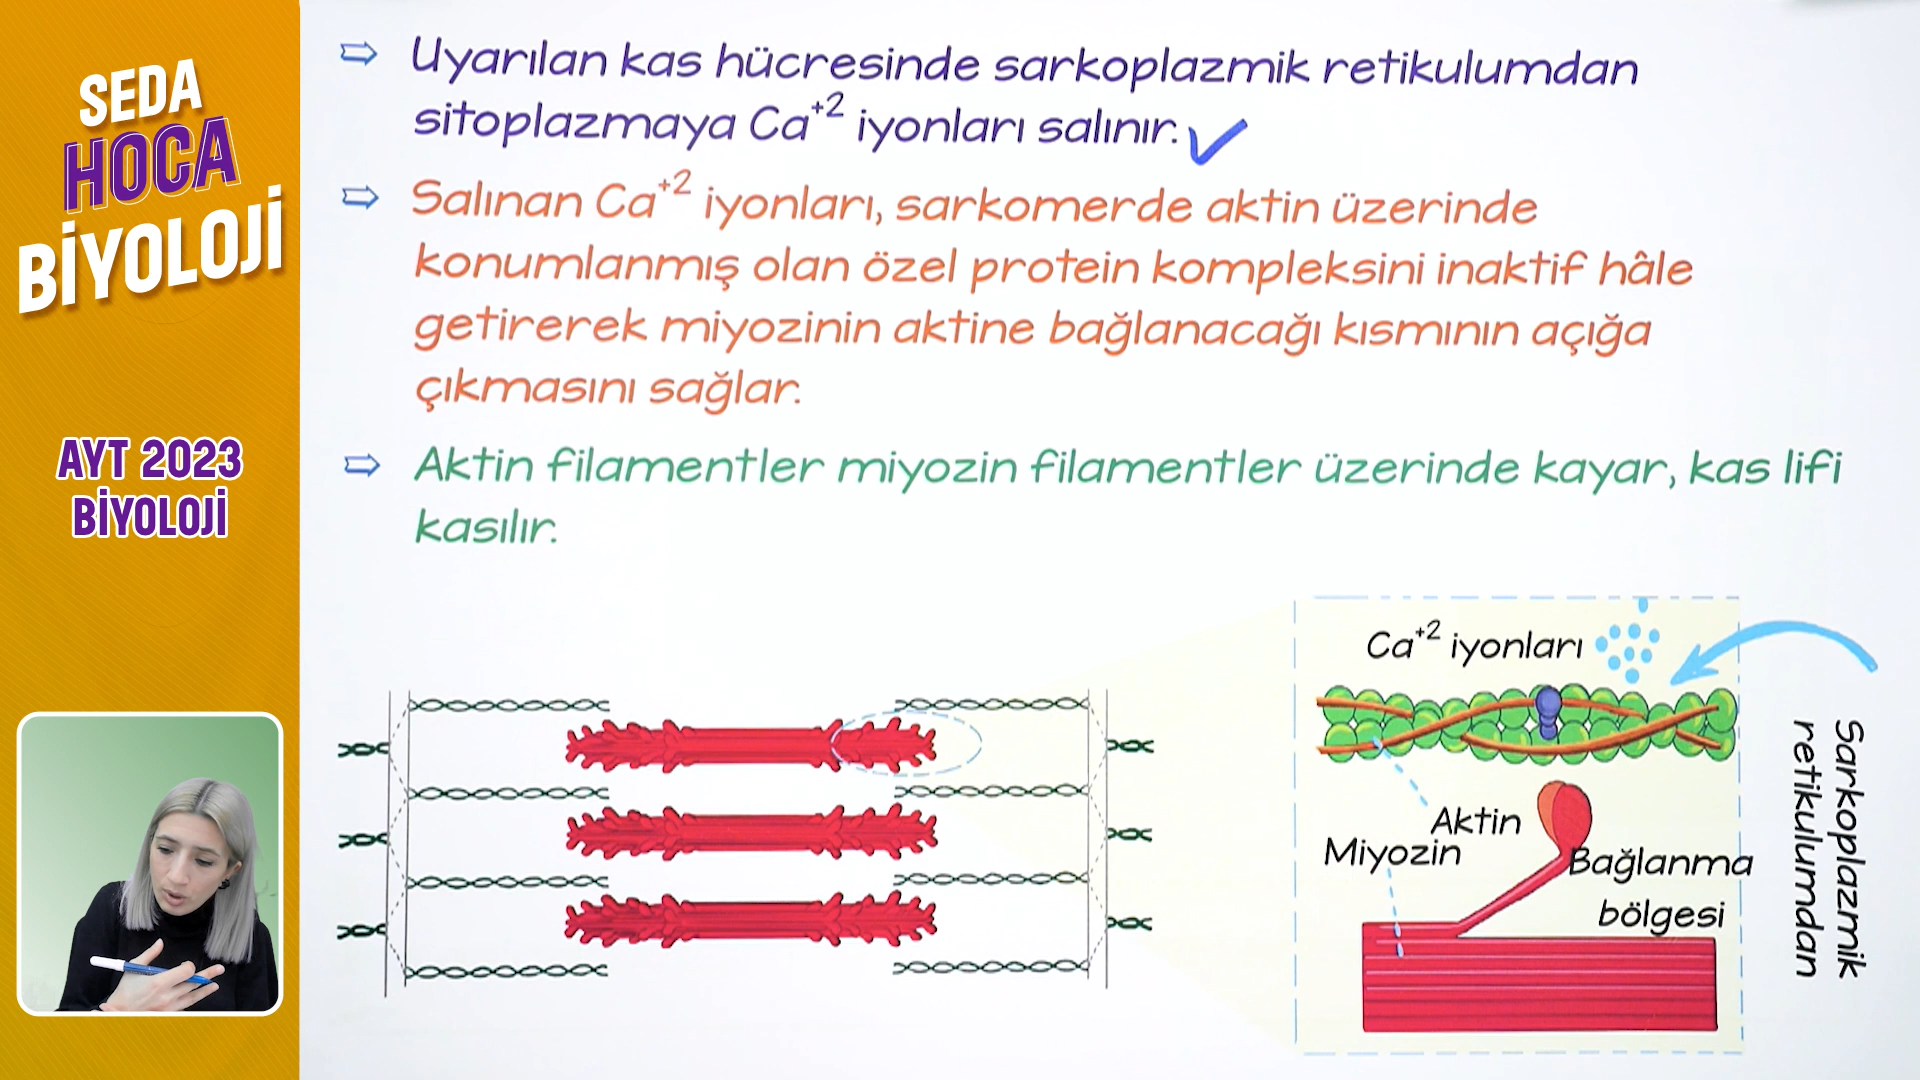 SEDA
HOCA
BİYOLOJİ
AYT 2023
BİYOLOJİ
⇨ Uyarılan kas hücresinde sarkoplazmik retikulumdan
sitoplazmaya Ca⁺² iyonları salınır.
⇨ Salınan Ca⁺² iyonları, sarkomerde aktin üzerinde
konumlanmış olan özel protein kompleksini inaktif hâle
getirerek miyozinin aktine bağlanacağı kısmının açığa
çıkmasını sağlar.
⇨ Aktin filamentler miyozin filamentler üzerinde kayar, kas lifi
kasılır.
Ca⁺² iyonları
Aktin
Miyozin
Bağlanma
bölgesi
Sarkoplazmik
retikulumdan